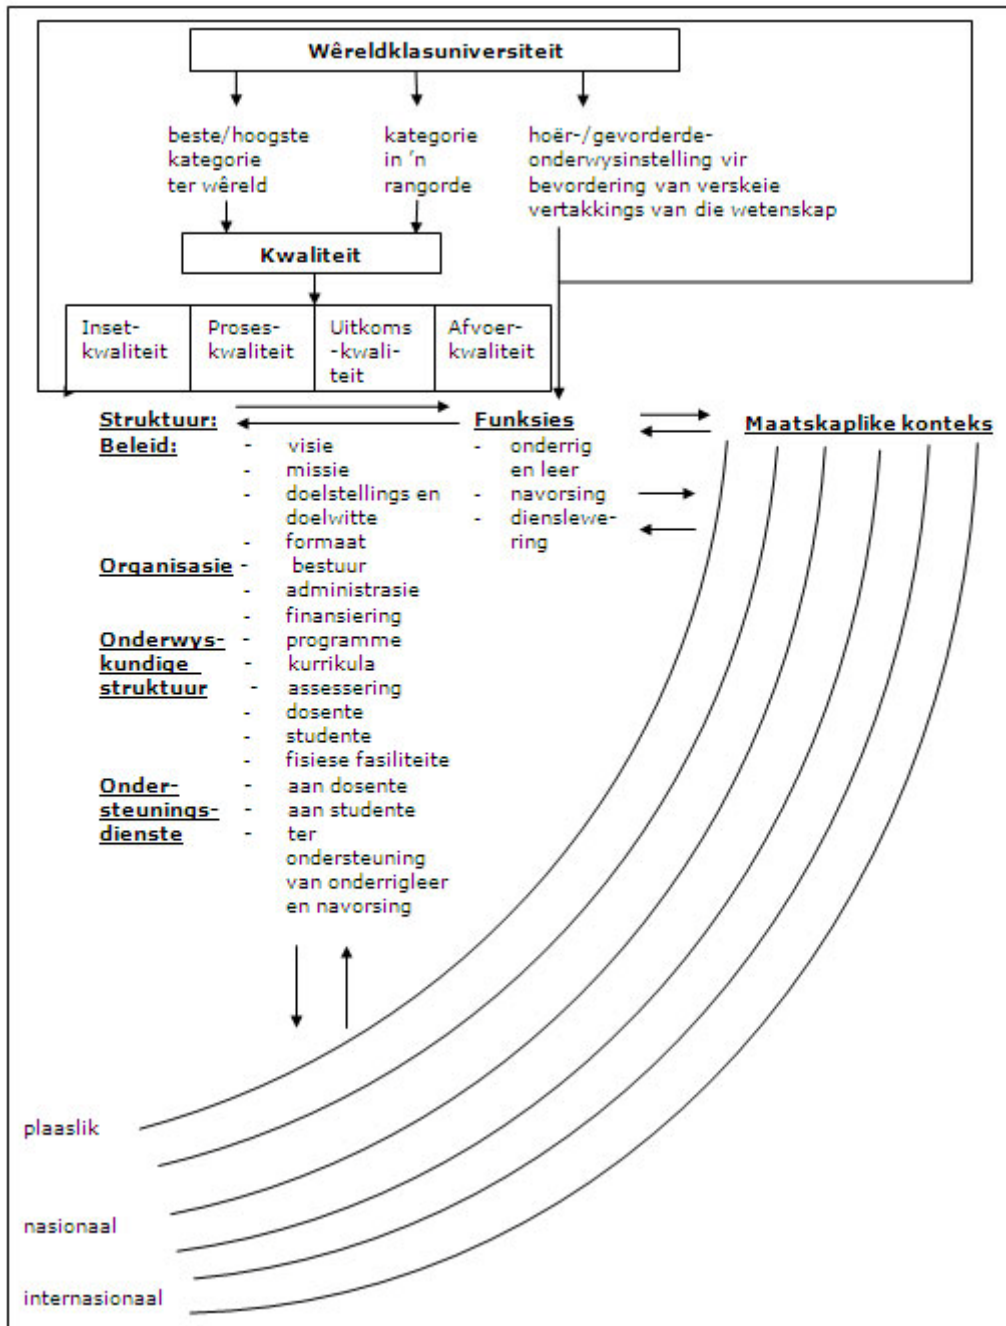 Wêreldklasuniversiteit
beste/hoogste
kategorie
ter wêreld
kategorie
in 'n
rangorde
hoër-/gevorderde-
onderwysinstelling vir
bevordering van verskeie
vertakkings van die wetenskap
Kwaliteit
Inset-
kwaliteit
Proses-
kwaliteit
Uitkoms
-kwali-
teit
Afvoer-
kwaliteit
Struktuur:
Beleid:
- visie
- missie
- doelstellings en
doelwitte
- formaat
Organisasie - bestuur
- administrasie
- finansiering
Onderwys- - programme
kundige - kurrikula
struktuur - assessering
- dosente
- studente
- fisiese fasiliteite
Onder- - aan dosente
steunings- - aan studente
dienste - ter
ondersteuning
van onderrigleer
en navorsing
Funksies
- onderrig
en leer
- navorsing
- dienslewe-
ring
Maatskaplike konteks
plaaslik
nasionaal
internasionaal